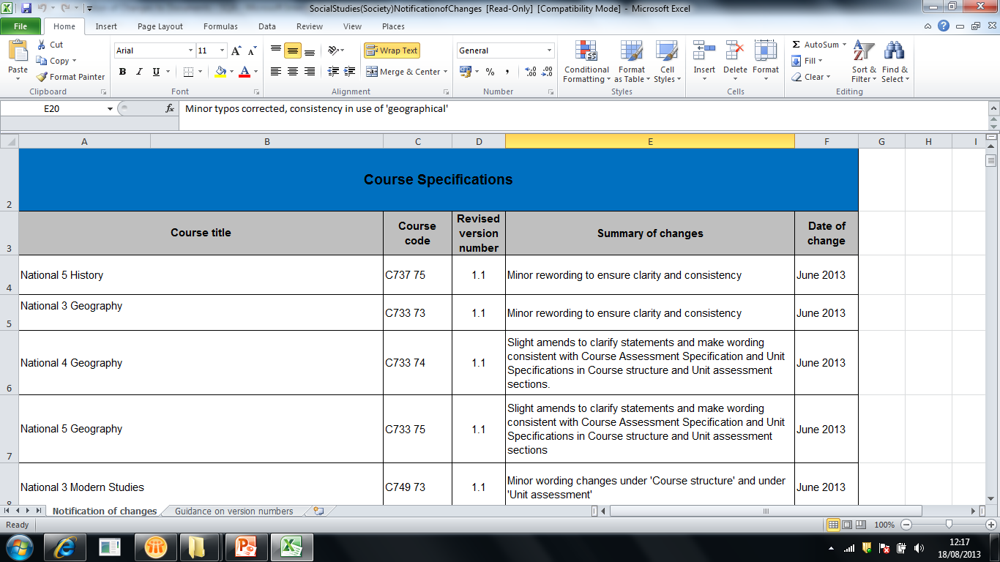 SocialStudies(Society)NotificationofChanges [Read-Only] [Compatibility Mode] - Microsoft Excel
File Home Insert Page Layout Formulas Data Review View Places
Paste
Cut
Copy
Format Painter
Clipboard
Arial 11
B I U
Font
Wrap Text
Merge & Center
Alignment
General
% ,
Number
Conditional Formatting
Format as Table
Cell Styles
Styles
Insert Delete Format
Cells
AutoSum
Fill
Clear
Sort & Filter
Find & Select
Editing
E20 fx Minor typos corrected, consistency in use of 'geographical'
A B C D E F G H I
2 Course Specifications
3 Course title
Course
code
Revised
version
number
Summary of changes
Date of
change
4 National 5 History C737 75 1.1 Minor rewording to ensure clarity and consistency June 2013
5 National 3 Geography C733 73 1.1 Minor rewording to ensure clarity and consistency June 2013
6 National 4 Geography C733 74 1.1
Slight amends to clarify statements and make wording
consistent with Course Assessment Specification and Unit
Specifications in Course structure and Unit assessment
sections.
June 2013
7 National 5 Geography C733 75 1.1
Slight amends to clarify statements and make wording
consistent with Course Assessment Specification and Unit
Specifications in Course structure and Unit assessment
sections
June 2013
8 National 3 Modern Studies C749 73 1.1
Minor wording changes under 'Course structure' and under
'Unit assessment'
June 2013
Notification of changes Guidance on version numbers
Ready 100%
12:17
18/08/2013